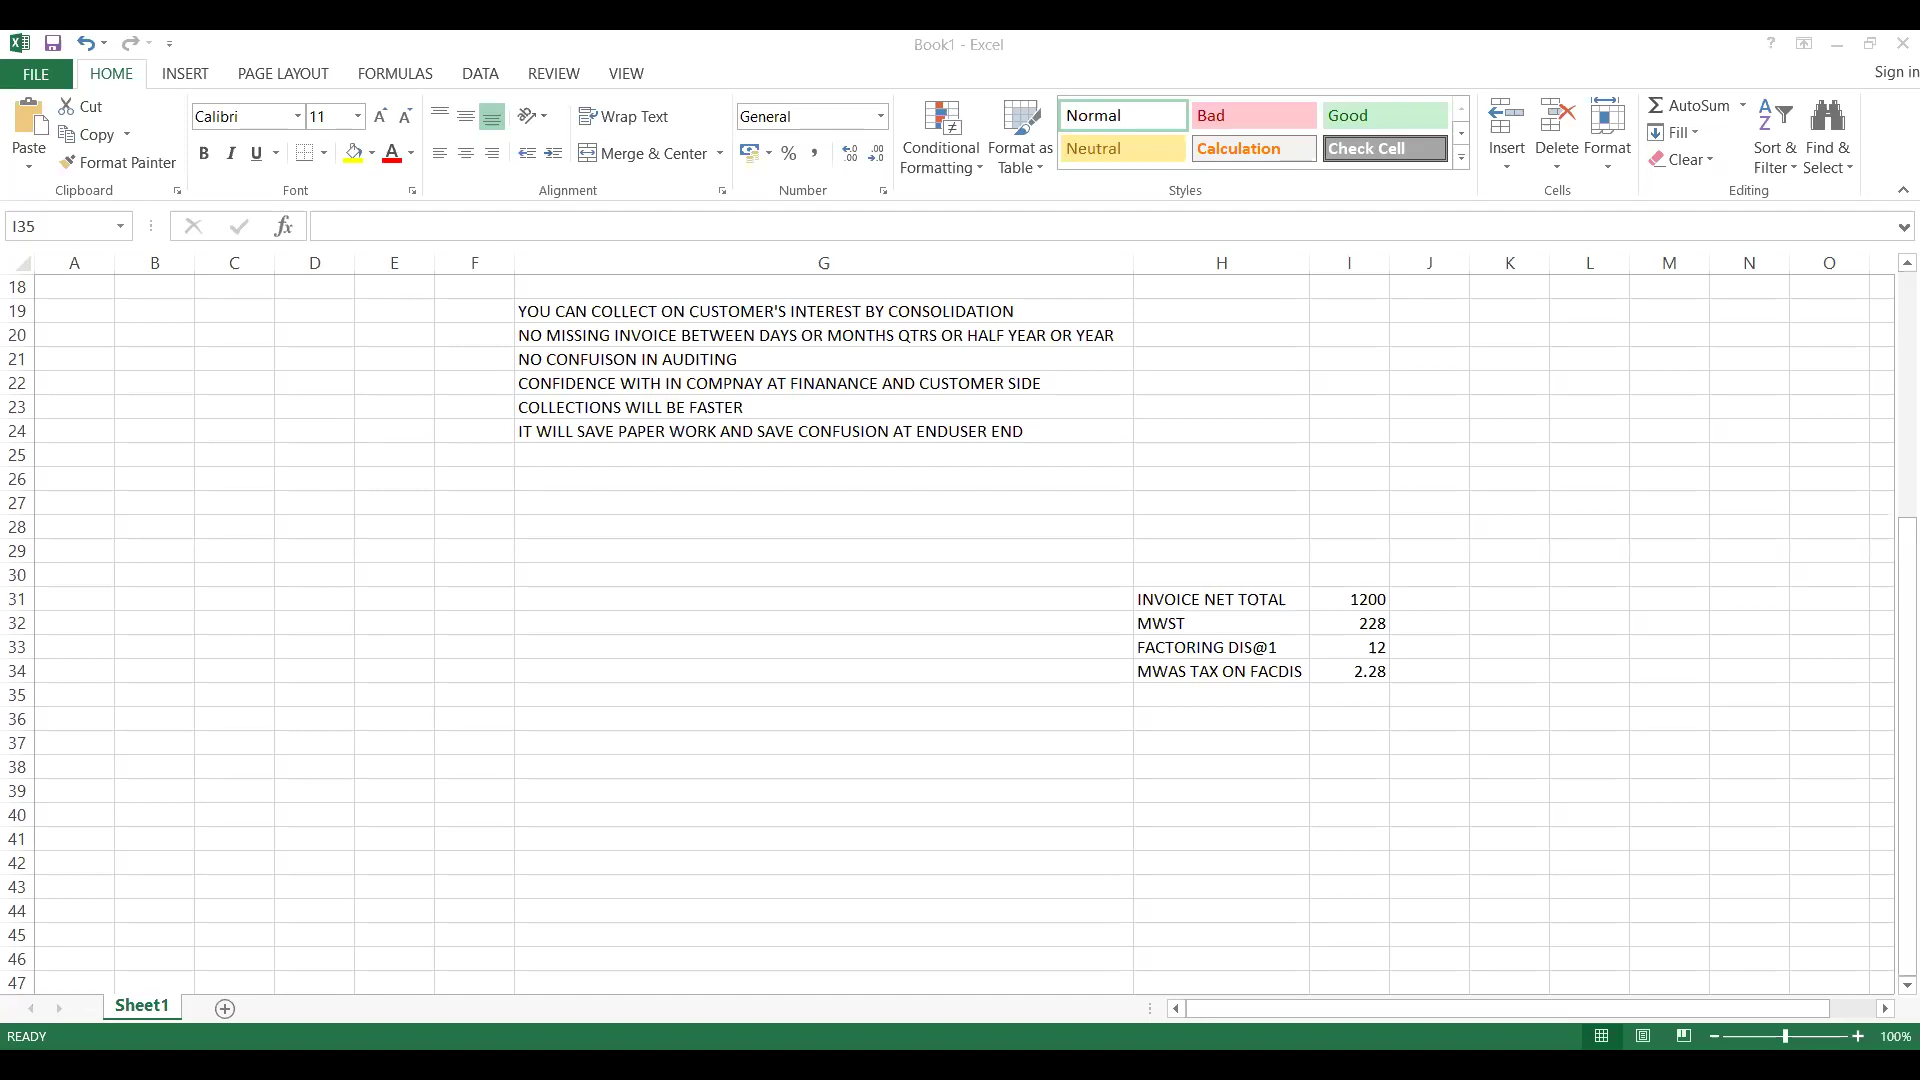 Book1 - Excel
Sign in
FILE HOME INSERT PAGE LAYOUT FORMULAS DATA REVIEW VIEW
Paste
Cut
Copy
Format Painter
Clipboard
Calibri 11
B I U
Font
Wrap Text
Merge & Center
Alignment
General
%
Number
Conditional
Formatting
Format as
Table
Normal Bad Good
Neutral Calculation Check Cell
Styles
Insert Delete Format
Cells
AutoSum
Fill
Clear
Sort &
Filter
Find &
Select
Editing
I35
fx
A B C D E F G H I J K L M N O
18
19 YOU CAN COLLECT ON CUSTOMER'S INTEREST BY CONSOLIDATION
20 NO MISSING INVOICE BETWEEN DAYS OR MONTHS QTRS OR HALF YEAR OR YEAR
21 NO CONFUISON IN AUDITING
22 CONFIDENCE WITH IN COMPNAY AT FINANANCE AND CUSTOMER SIDE
23 COLLECTIONS WILL BE FASTER
24 IT WILL SAVE PAPER WORK AND SAVE CONFUSION AT ENDUSER END
25
26
27
28
29
30
31 INVOICE NET TOTAL 1200
32 MWST 228
33 FACTORING DIS@1 12
34 MWAS TAX ON FACDIS 2.28
35
36
37
38
39
40
41
42
43
44
45
46
47
Sheet1
READY
100%